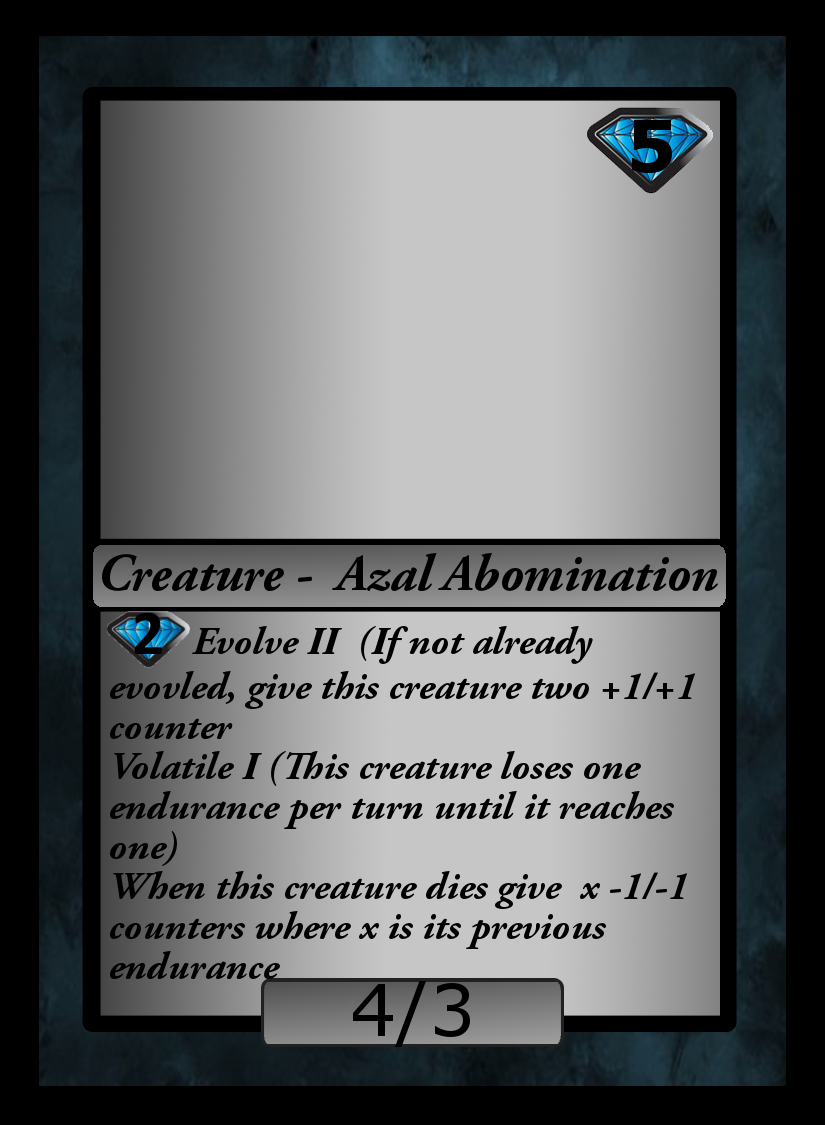 5
Creature - Azal Abomination
2 Evolve II (If not already
evovled, give this creature two +1/+1
counter
Volatile I (This creature loses one
endurance per turn until it reaches
one)
When this creature dies give x -1/-1
counters where x is its previous
endurance
4/3